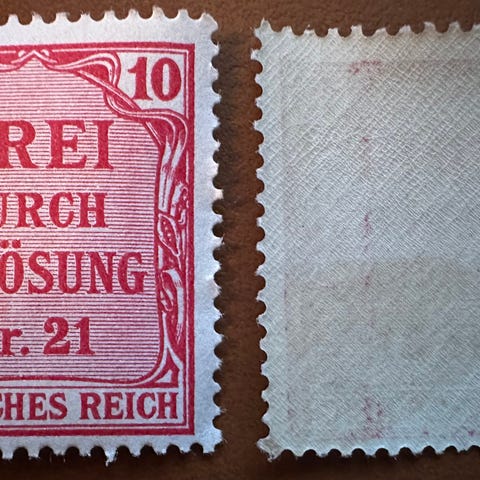 10
REI
URCH
ÖSUNG
r. 21
CHES REICH